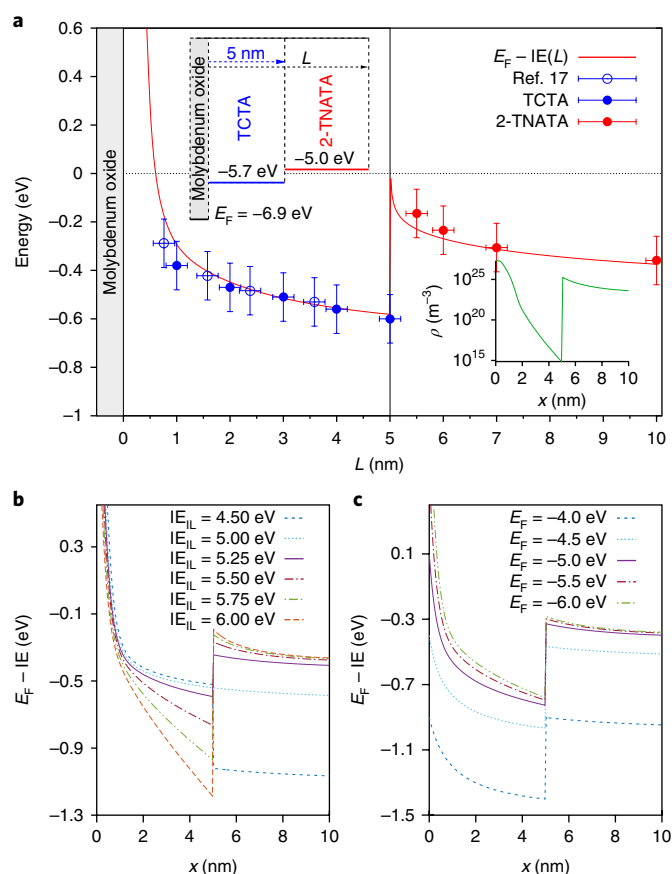 a
0.6
0.4
0.2
0
−0.2
−0.4
−0.6
−0.8
−1
Energy (eV)
Molybdenum oxide
Molybdenum oxide
5 nm
L
TCTA
2-TNATA
−5.7 eV
−5.0 eV
E_F = −6.9 eV
E_F − IE(L)
Ref. 17
TCTA
2-TNATA
ρ (m⁻³)
10²⁵
10²⁰
10¹⁵
0 2 4 6 8 10
x (nm)
0 1 2 3 4 5 6 7 8 9 10
L (nm)
b
IE_IL = 4.50 eV
IE_IL = 5.00 eV
IE_IL = 5.25 eV
IE_IL = 5.50 eV
IE_IL = 5.75 eV
IE_IL = 6.00 eV
0.3
−0.1
−0.5
−0.9
−1.3
E_F − IE (eV)
0 2 4 6 8 10
x (nm)
c
E_F = −4.0 eV
E_F = −4.5 eV
E_F = −5.0 eV
E_F = −5.5 eV
E_F = −6.0 eV
0.1
−0.3
−0.7
−1.1
−1.5
E_F − IE (eV)
0 2 4 6 8 10
x (nm)